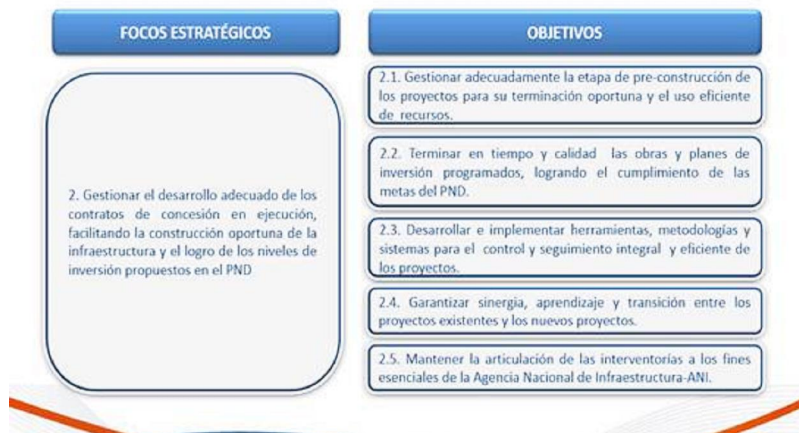 FOCOS ESTRATÉGICOS
OBJETIVOS
2. Gestionar el desarrollo adecuado de los
contratos de concesión en ejecución,
facilitando la construcción oportuna de la
infraestructura y el logro de los niveles de
inversión propuestos en el PND
2.1. Gestionar adecuadamente la etapa de pre-construcción de
los proyectos para su terminación oportuna y el uso eficiente
de recursos.
2.2. Terminar en tiempo y calidad las obras y planes de
inversión programados, logrando el cumplimiento de las
metas del PND.
2.3. Desarrollar e implementar herramientas, metodologías y
sistemas para el control y seguimiento integral y eficiente de
los proyectos.
2.4. Garantizar sinergia, aprendizaje y transición entre los
proyectos existentes y los nuevos proyectos.
2.5. Mantener la articulación de las interventorías a los fines
esenciales de la Agencia Nacional de Infraestructura-ANI.